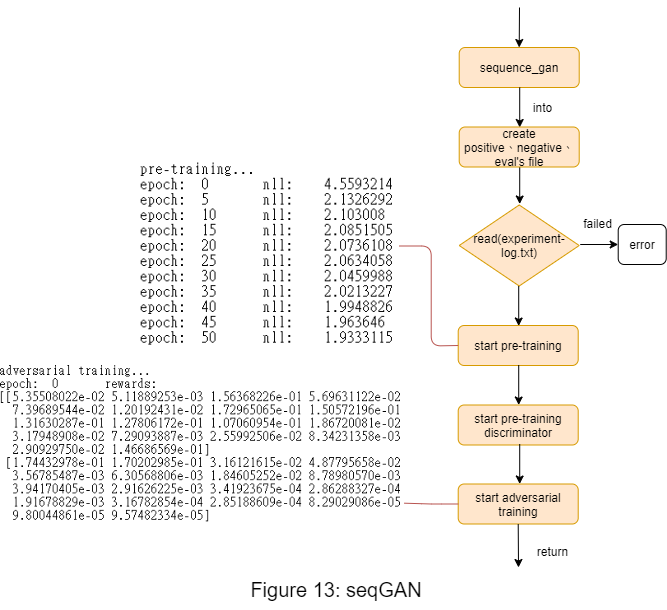 sequence_gan
into
create
positive、negative、
eval's file
read(experiment-
log.txt)
failed
error
pre-training...
epoch: 0 nll: 4.5593214
epoch: 5 nll: 2.1326292
epoch: 10 nll: 2.103008
epoch: 15 nll: 2.0851505
epoch: 20 nll: 2.0736108
epoch: 25 nll: 2.0634058
epoch: 30 nll: 2.0459988
epoch: 35 nll: 2.0213227
epoch: 40 nll: 1.9948826
epoch: 45 nll: 1.963646
epoch: 50 nll: 1.9333115
start pre-training
start pre-training
discriminator
adversarial training...
epoch: 0 rewards:
[[5.35508022e-02 5.11889253e-03 1.56368226e-01 5.69631122e-02
7.39689544e-02 1.20192431e-02 1.72965065e-01 1.50572196e-01
1.31630287e-01 1.27806172e-01 1.07060954e-01 1.86720081e-02
3.17948908e-02 7.29093887e-03 2.55992506e-02 8.34231358e-03
2.90929750e-02 1.46686569e-01]
[1.74432978e-01 1.70202985e-01 3.16121615e-02 4.87795658e-02
3.56785487e-03 6.30568806e-03 1.84605252e-02 8.78980570e-03
3.94170405e-03 2.91626225e-03 3.41923675e-04 2.86288327e-04
1.91678829e-03 3.16782854e-04 2.85188609e-04 8.29029086e-05
9.80044861e-05 9.57482334e-05]
start adversarial
training
return
Figure 13: seqGAN